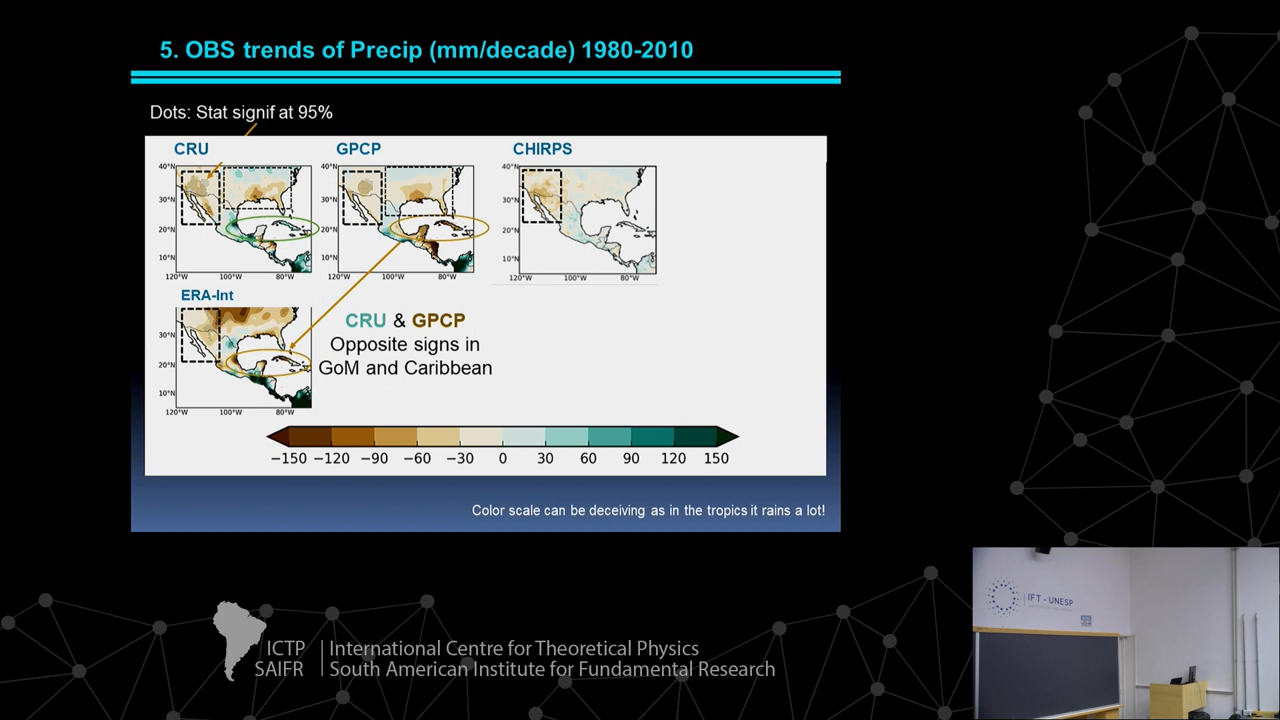 5. OBS trends of Precip (mm/decade) 1980-2010
Dots: Stat signif at 95%
CRU
GPCP
CHIRPS
40°N
30°N
20°N
10°N
120°W 100°W 80°W
40°N
30°N
20°N
10°N
120°W 100°W 80°W
40°N
30°N
20°N
10°N
120°W 100°W 80°W
ERA-Int
30°N
20°N
10°N
120°W 100°W 80°W
CRU & GPCP
Opposite signs in
GoM and Caribbean
−150 −120 −90 −60 −30 0 30 60 90 120 150
Color scale can be deceiving as in the tropics it rains a lot!
IFT - UNESP
ICTP
SAIFR
International Centre for Theoretical Physics
South American Institute for Fundamental Research